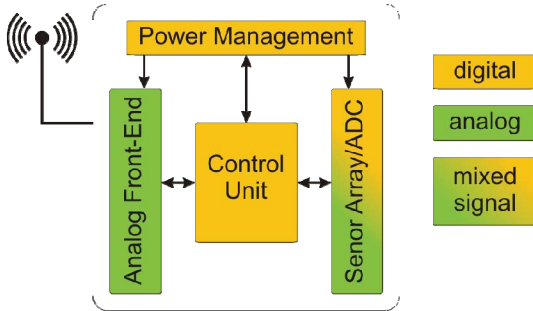 Power Management
Analog Front-End
Control
Unit
Senor Array/ADC
digital
analog
mixed
signal